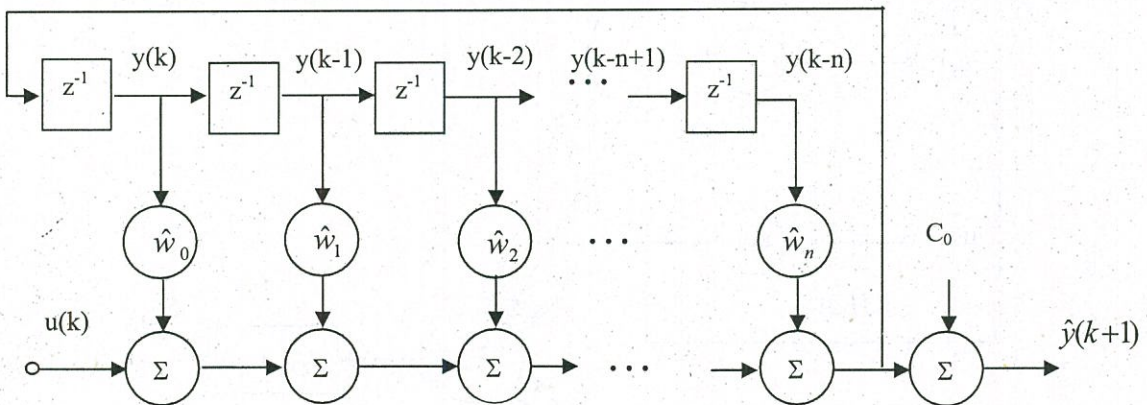 y(k) y(k-1) y(k-2) y(k-n+1) y(k-n)
z⁻¹ z⁻¹ z⁻¹ ... z⁻¹
ŵ₀ ŵ₁ ŵ₂ ... ŵₙ C₀
u(k) ŷ(k+1)
Σ Σ Σ ... Σ Σ